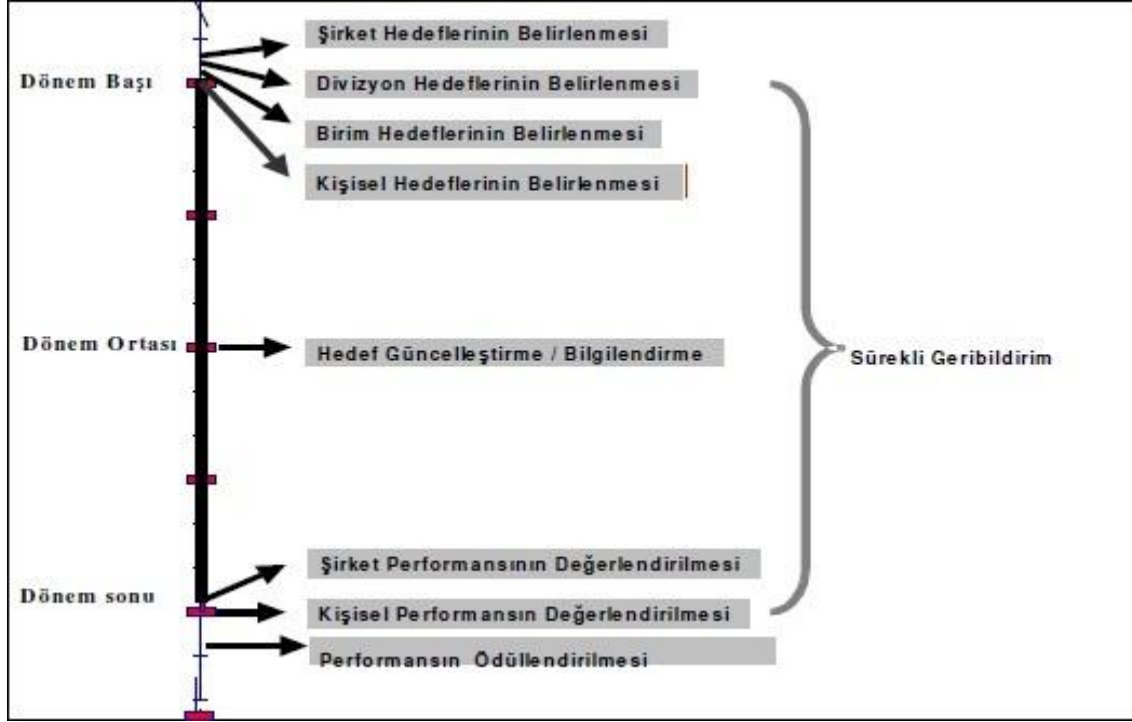 Şirket Hedeflerinin Belirlenmesi
Dönem Başı
Divizyon Hedeflerinin Belirlenmesi
Birim Hedeflerinin Belirlenmesi
Kişisel Hedeflerinin Belirlenmesi
Dönem Ortası
Hedef Güncelleştirme / Bilgilendirme
Sürekli Geribildirim
Şirket Performansının Değerlendirilmesi
Dönem sonu
Kişisel Performansın Değerlendirilmesi
Performansın Ödüllendirilmesi